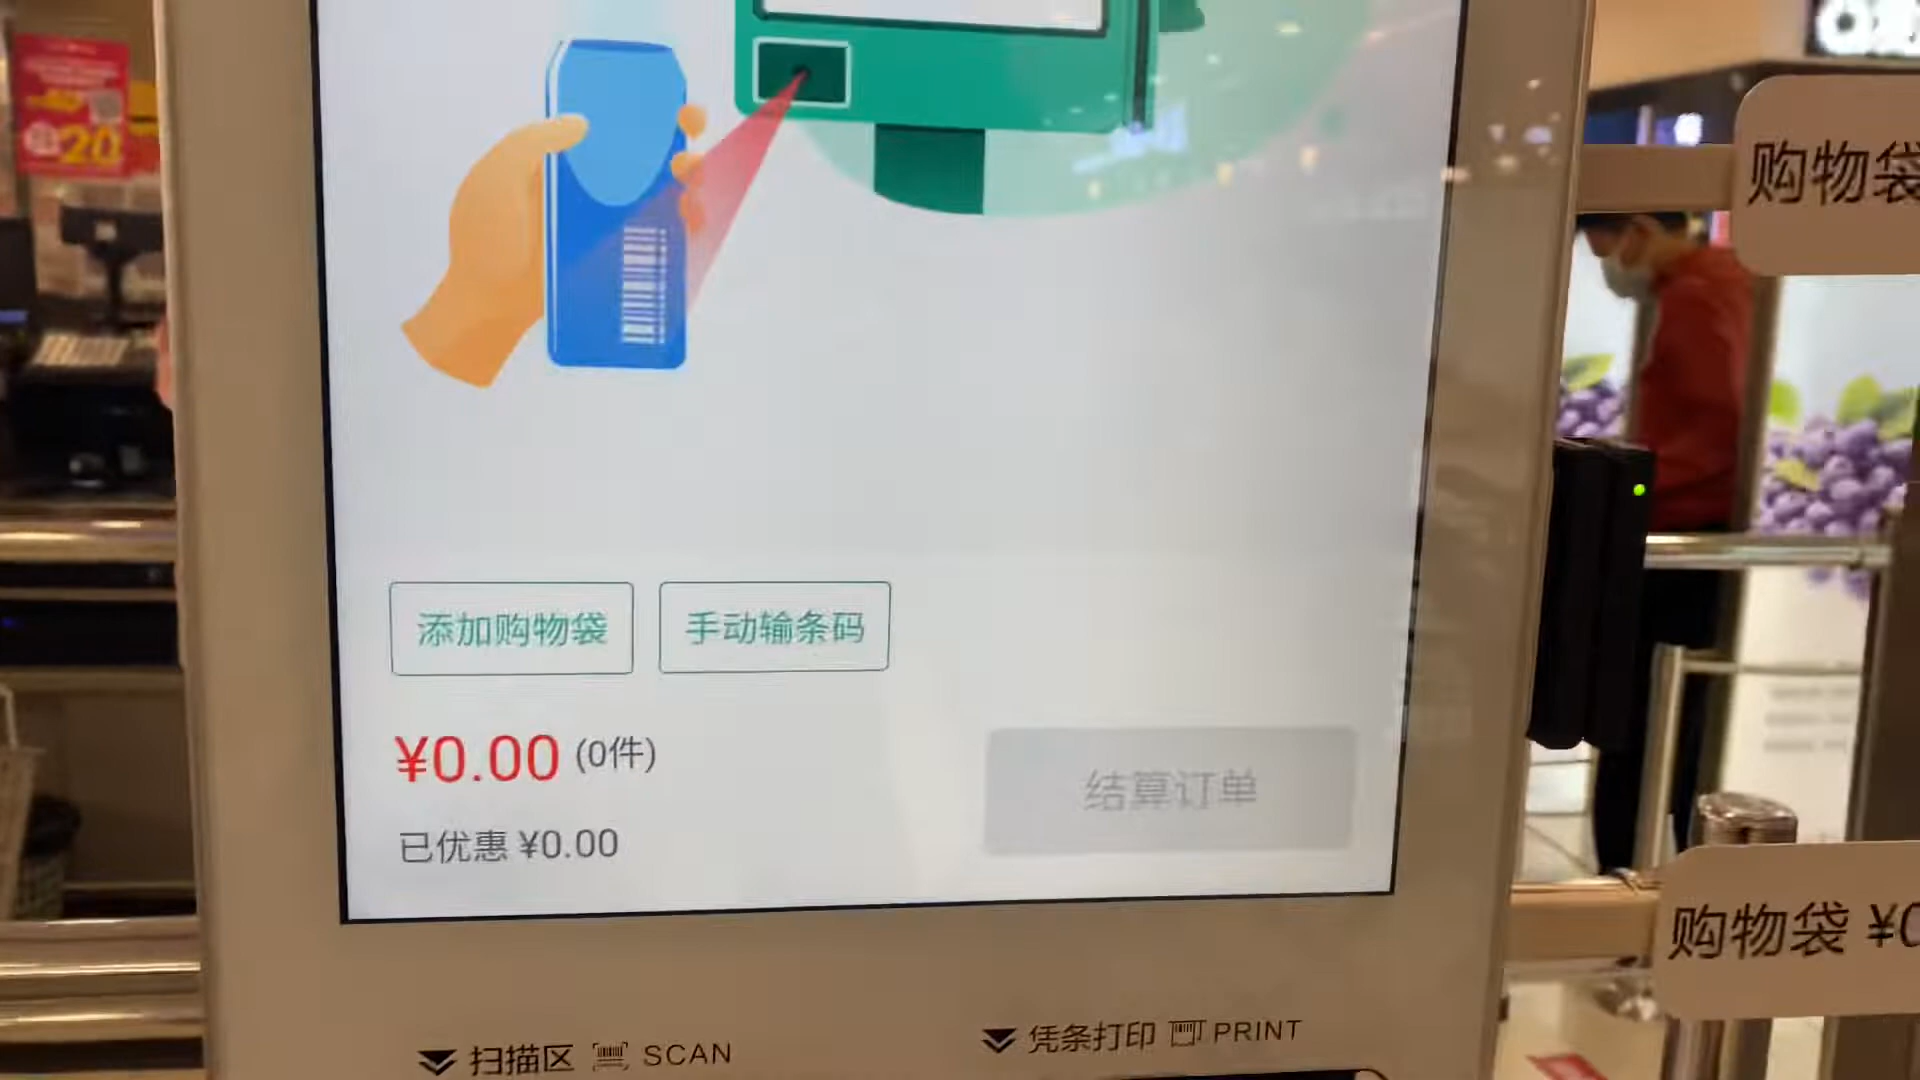 20
购物袋
添加购物袋
手动输条码
¥0.00 (0件)
结算订单
已优惠 ¥0.00
购物袋 ¥0
扫描区 SCAN
凭条打印 PRINT